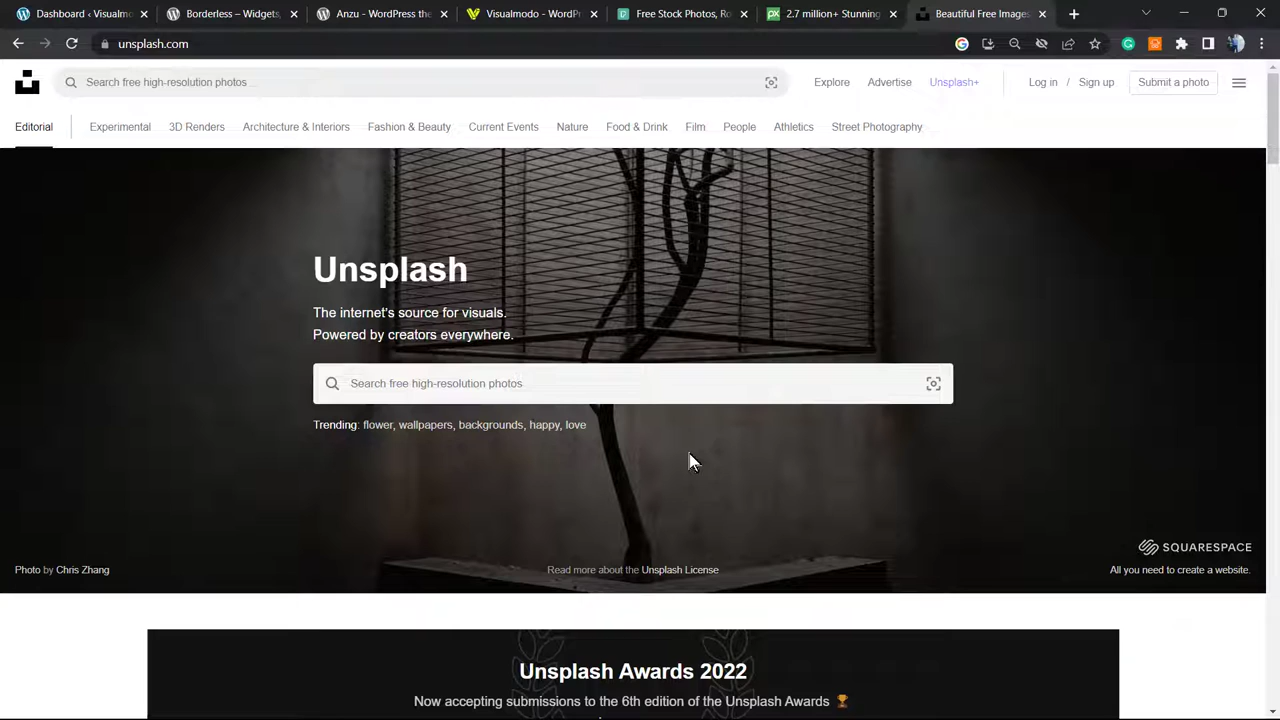 Dashboard ‹ Visualmo
Borderless – Widgets,
Anzu - WordPress the
Visualmodo - WordP
Free Stock Photos, Ro
2.7 million+ Stunning
Beautiful Free Images
unsplash.com
Search free high-resolution photos
Explore
Advertise
Unsplash+
Log in / Sign up
Submit a photo
Editorial
Experimental
3D Renders
Architecture & Interiors
Fashion & Beauty
Current Events
Nature
Food & Drink
Film
People
Athletics
Street Photography
Unsplash
The internet's source for visuals.
Powered by creators everywhere.
Search free high-resolution photos
Trending: flower, wallpapers, backgrounds, happy, love
SQUARESPACE
Photo by Chris Zhang
Read more about the Unsplash License
All you need to create a website.
Unsplash Awards 2022
Now accepting submissions to the 6th edition of the Unsplash Awards 🏆